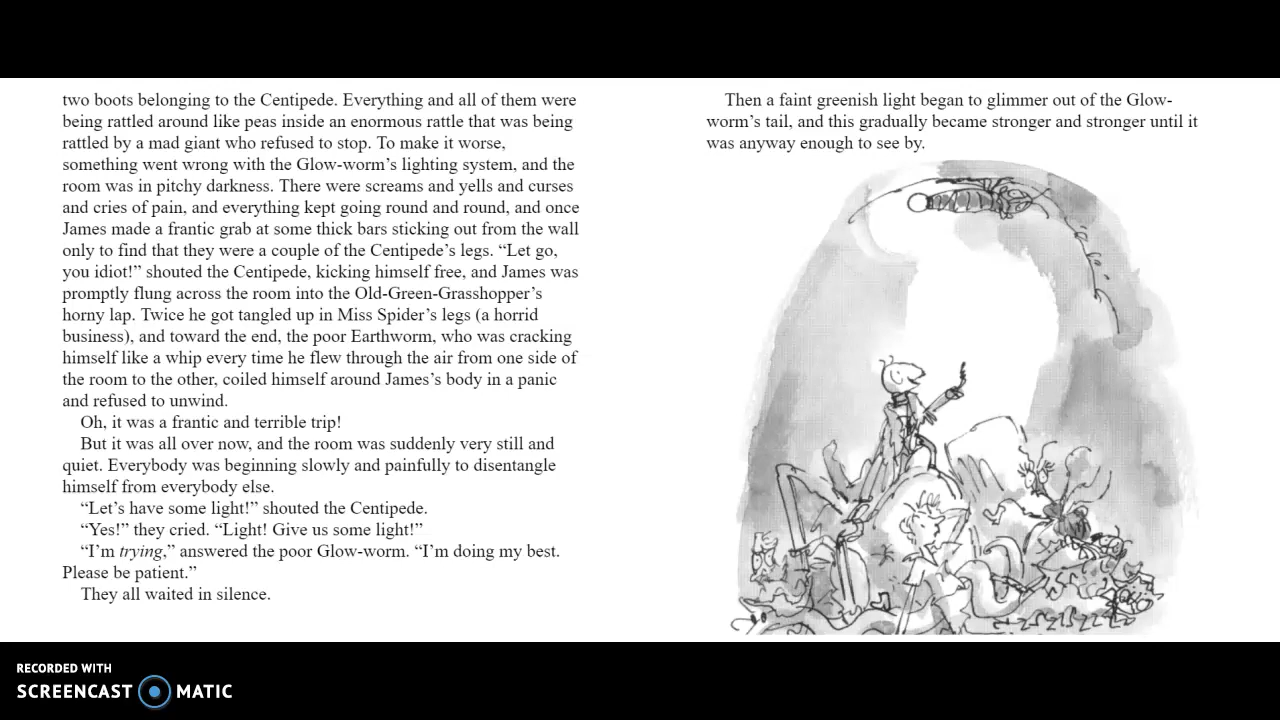 two boots belonging to the Centipede. Everything and all of them were
being rattled around like peas inside an enormous rattle that was being
rattled by a mad giant who refused to stop. To make it worse,
something went wrong with the Glow-worm’s lighting system, and the
room was in pitchy darkness. There were screams and yells and curses
and cries of pain, and everything kept going round and round, and once
James made a frantic grab at some thick bars sticking out from the wall
only to find that they were a couple of the Centipede’s legs. “Let go,
you idiot!” shouted the Centipede, kicking himself free, and James was
promptly flung across the room into the Old-Green-Grasshopper’s
horny lap. Twice he got tangled up in Miss Spider’s legs (a horrid
business), and toward the end, the poor Earthworm, who was cracking
himself like a whip every time he flew through the air from one side of
the room to the other, coiled himself around James’s body in a panic
and refused to unwind.
Oh, it was a frantic and terrible trip!
But it was all over now, and the room was suddenly very still and
quiet. Everybody was beginning slowly and painfully to disentangle
himself from everybody else.
“Let’s have some light!” shouted the Centipede.
“Yes!” they cried. “Light! Give us some light!”
“I’m trying,” answered the poor Glow-worm. “I’m doing my best.
Please be patient.”
They all waited in silence.
Then a faint greenish light began to glimmer out of the Glow-
worm’s tail, and this gradually became stronger and stronger until it
was anyway enough to see by.
RECORDED WITH
SCREENCAST MATIC